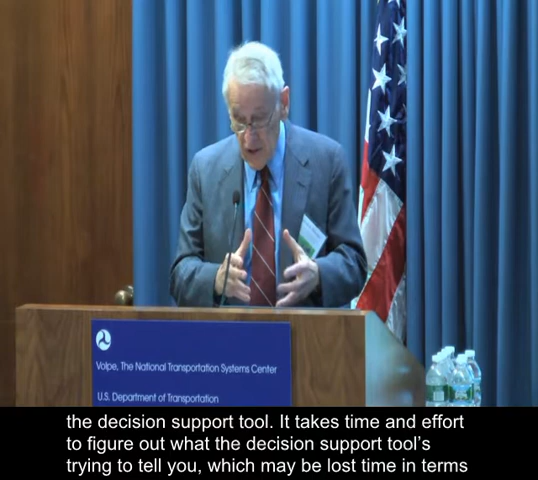 Volpe, The National Transportation Systems Center
U.S. Department of Transportation
the decision support tool. It takes time and effort
to figure out what the decision support tool's
trying to tell you, which may be lost time in terms